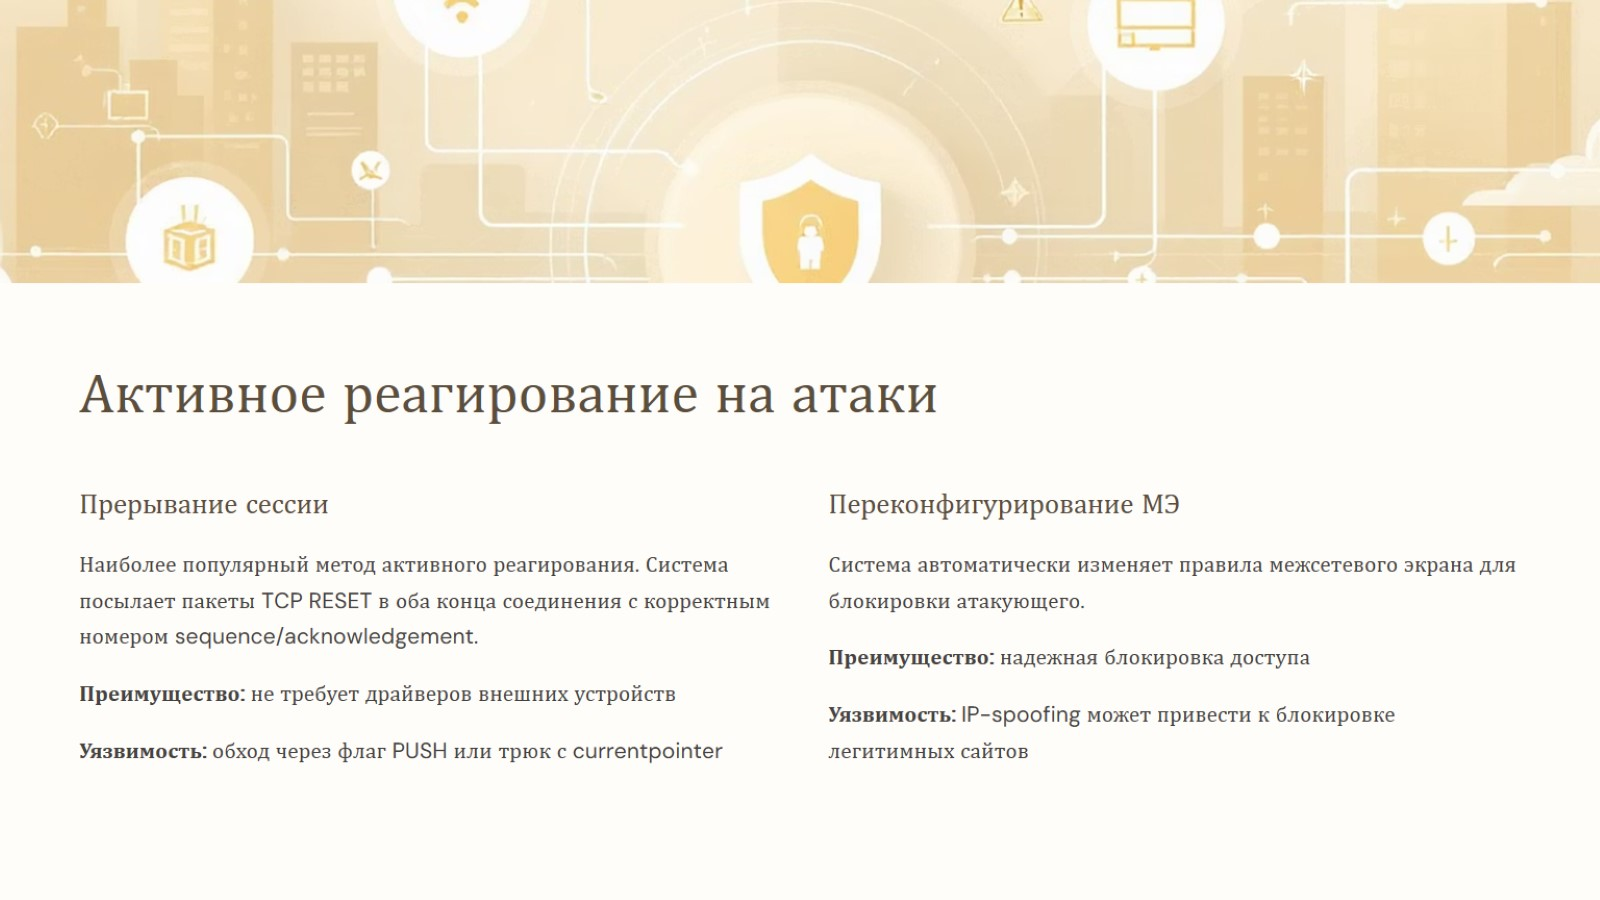 Активное реагирование на атаки
Прерывание сессии
Наиболее популярный метод активного реагирования. Система
посылает пакеты TCP RESET в оба конца соединения с корректным
номером sequence/acknowledgement.
Преимущество: не требует драйверов внешних устройств
Уязвимость: обход через флаг PUSH или трюк с currentpointer
Переконфигурирование МЭ
Система автоматически изменяет правила межсетевого экрана для
блокировки атакующего.
Преимущество: надежная блокировка доступа
Уязвимость: IP-spoofing может привести к блокировке
легитимных сайтов